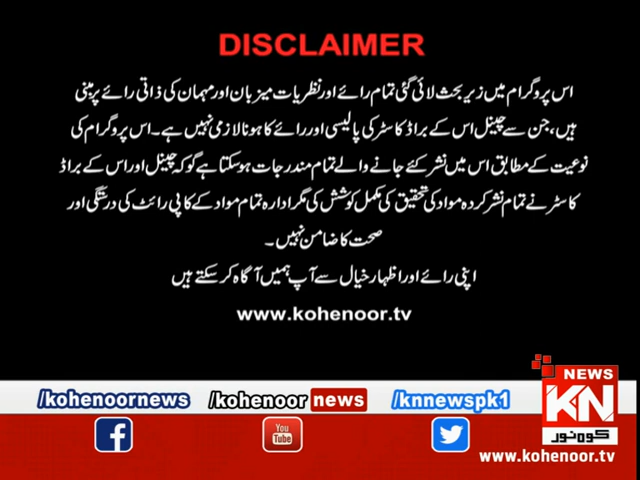 DISCLAIMER
اس پروگرام میں زیر بحث لائی گئی تمام رائے اور نظریات میزبان اور مہمان کی ذاتی رائے پر مبنی
ہیں، جن سے چینل اس کے براڈ کاسٹر کی پالیسی اور رائے کا ہونا لازمی نہیں ہے۔ اس پروگرام کی
نوعیت کے مطابق اس میں نشر کئے جانے والے تمام مندرجات ہو سکتا ہے گو کہ چینل اور اس کے براڈ
کاسٹر نے تمام نشر کردہ مواد کی تحقیق کی مکمل کوشش کی مگر ادارہ تمام مواد کے کاپی رائٹ کی درستگی اور
صحت کا ضامن نہیں۔
اپنی رائے اور اظہار خیال سے آپ ہمیں آگاہ کر سکتے ہیں
www.kohenoor.tv
/kohenoornews /kohenoor news /knnewspk1
You Tube
NEWS
KN
کوہ نور
www.kohenoor.tv